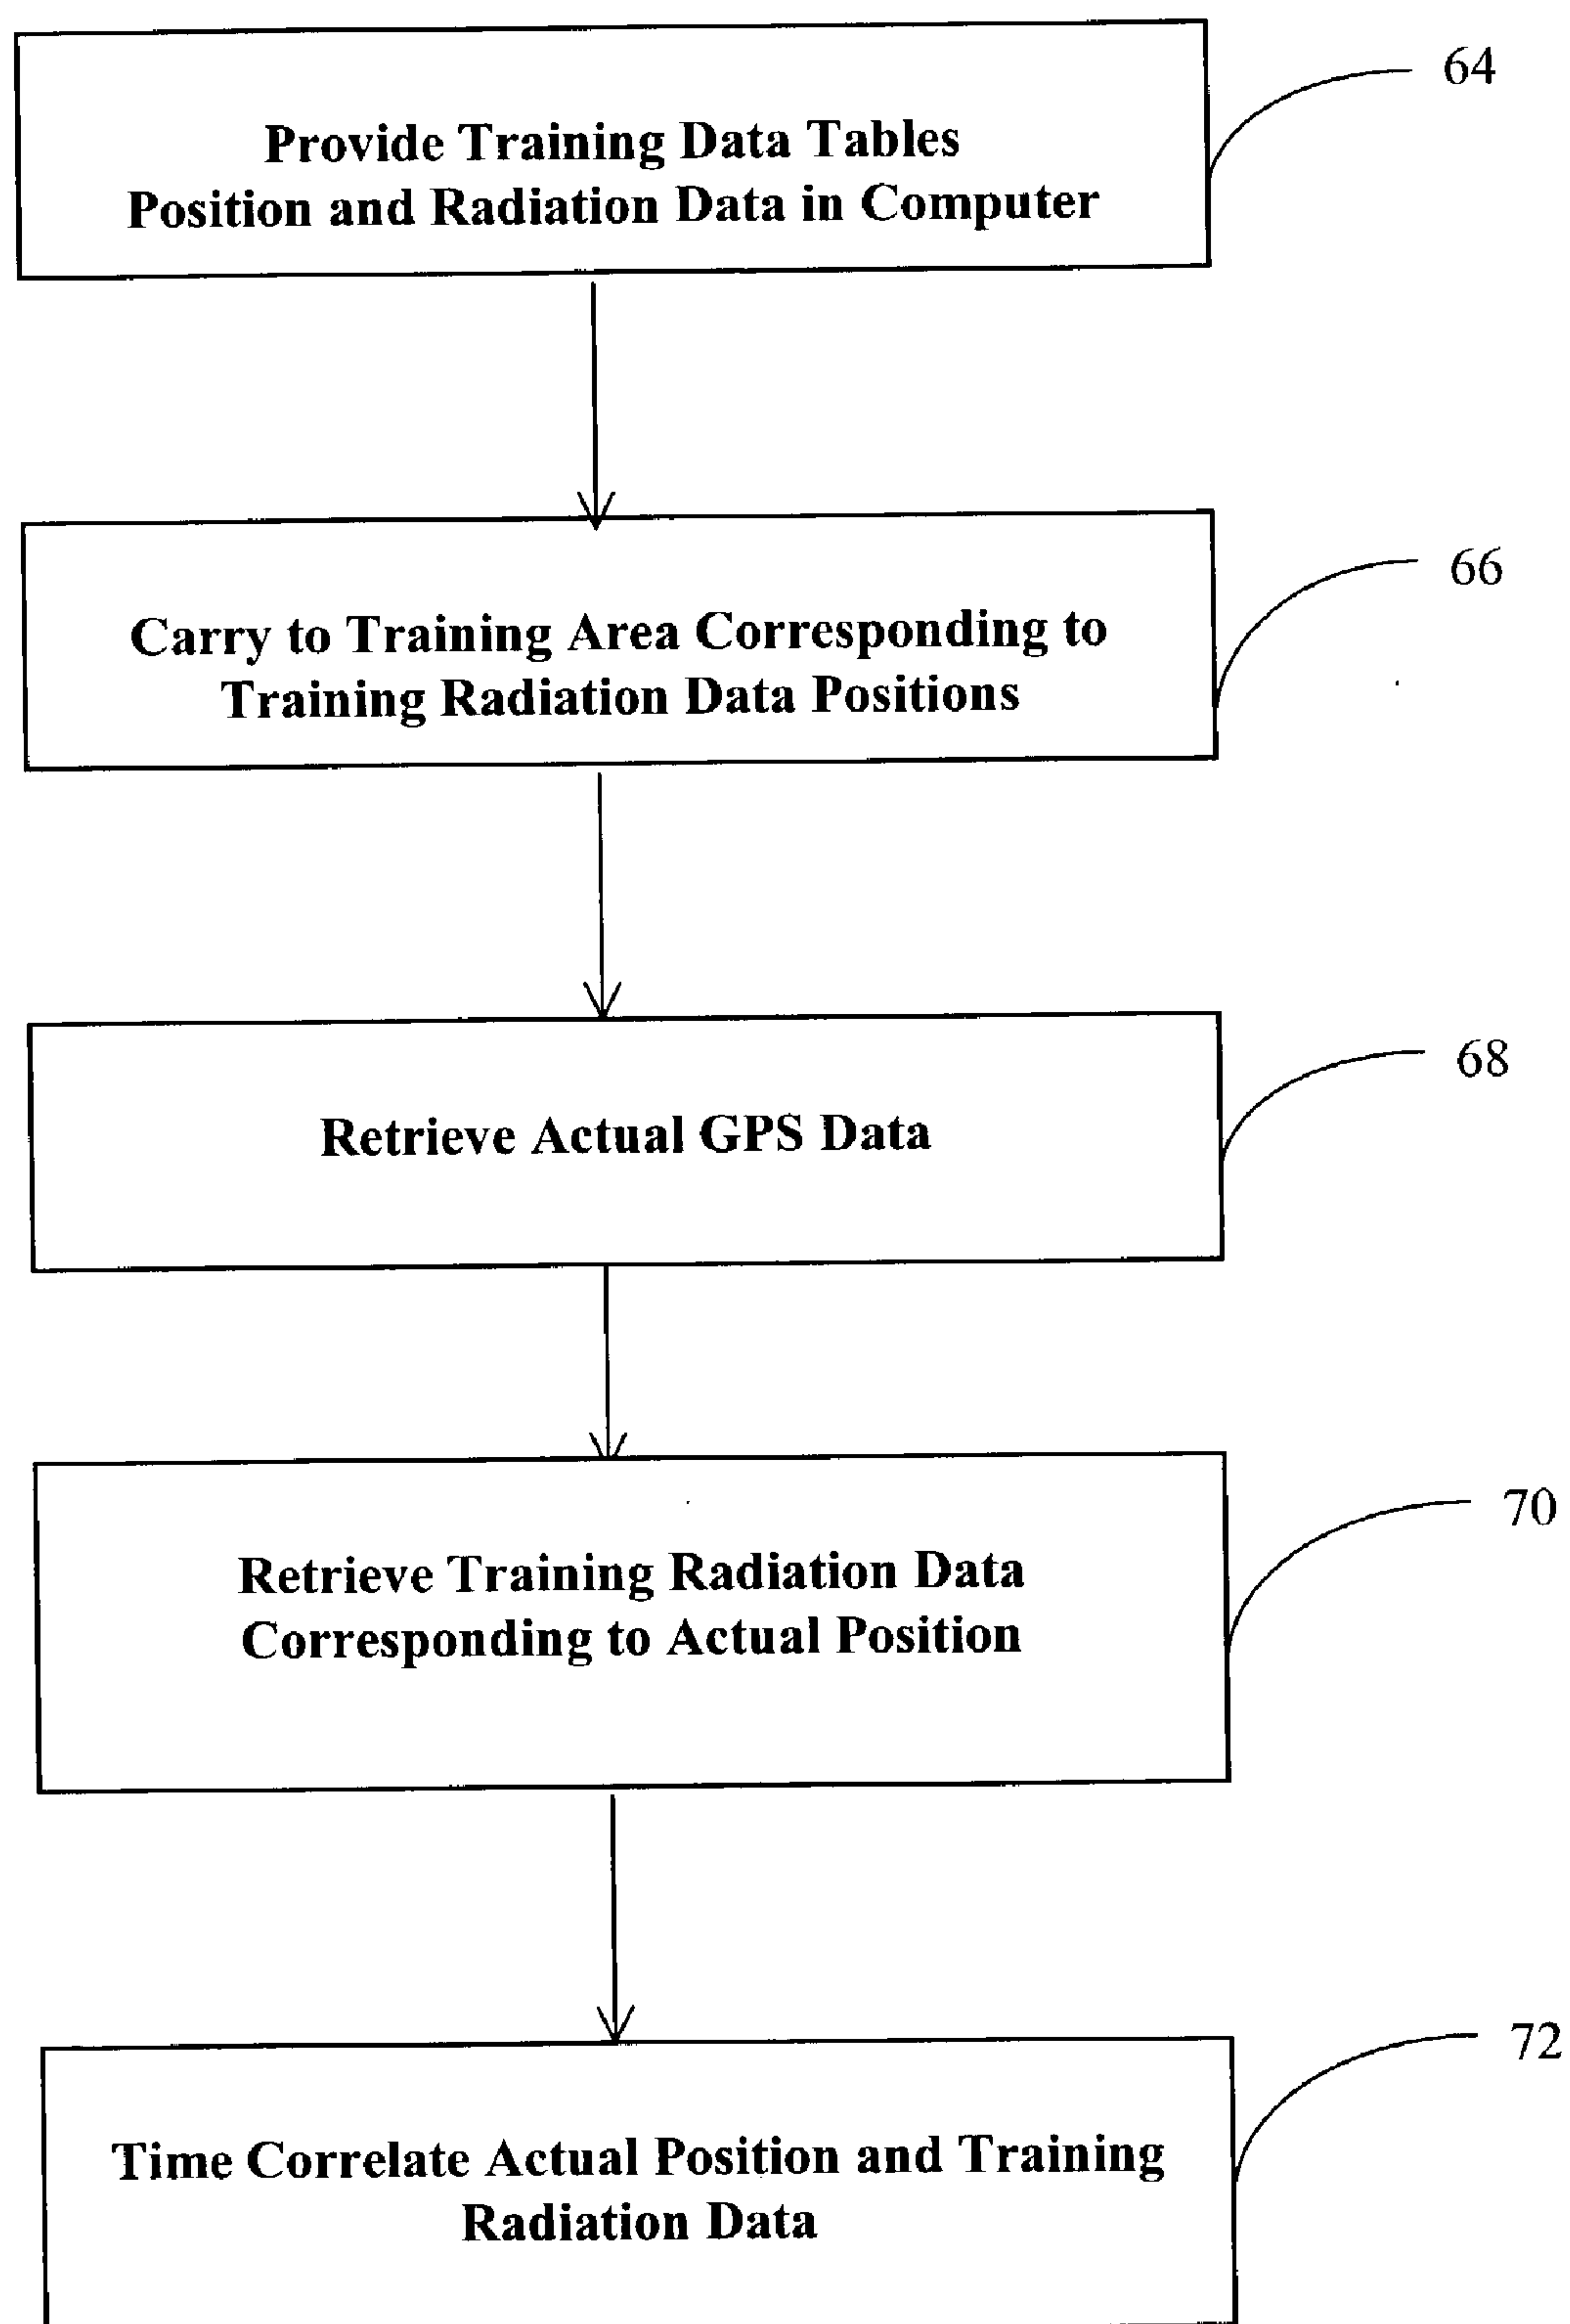 64
Provide Training Data Tables
Position and Radiation Data in Computer
66
Carry to Training Area Corresponding to
Training Radiation Data Positions
68
Retrieve Actual GPS Data
70
Retrieve Training Radiation Data
Corresponding to Actual Position
72
Time Correlate Actual Position and Training
Radiation Data